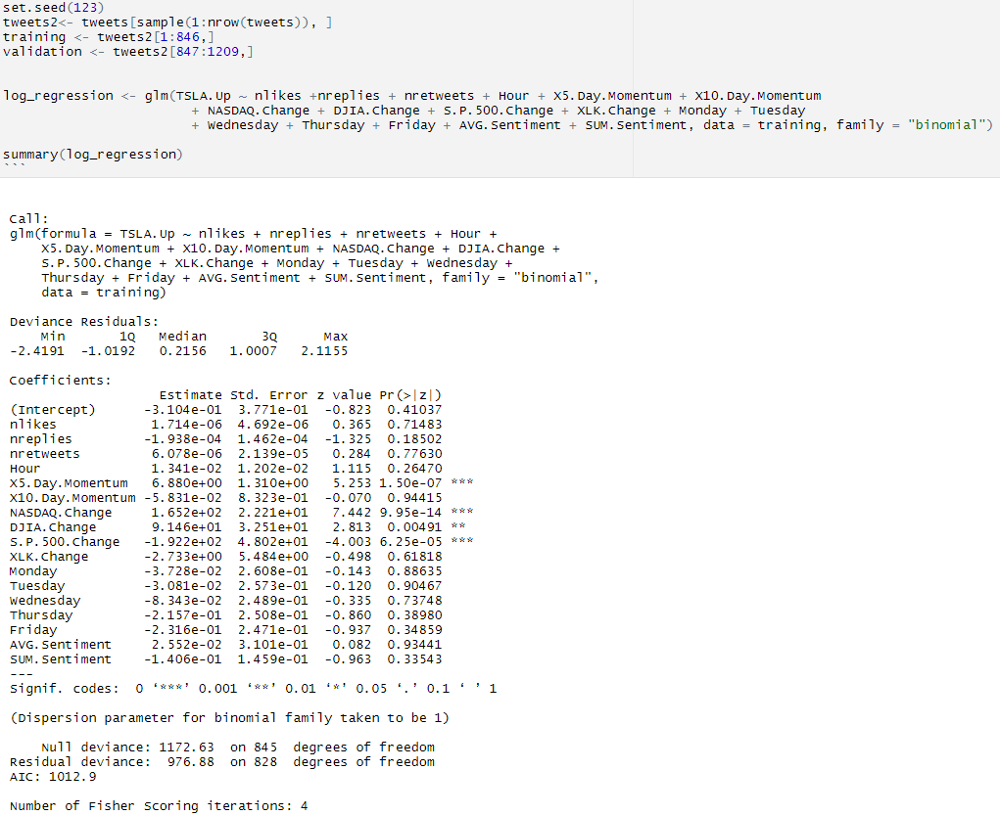 set.seed(123)
tweets2<- tweets[sample(1:nrow(tweets)), ]
training <- tweets2[1:846,]
validation <- tweets2[847:1209,]
log_regression <- glm(TSLA.Up ~ nlikes +nreplies + nretweets + Hour + X5.Day.Momentum + X10.Day.Momentum
+ NASDAQ.Change + DJIA.Change + S.P.500.Change + XLK.Change + Monday + Tuesday
+ Wednesday + Thursday + Friday + AVG.Sentiment + SUM.Sentiment, data = training, family = "binomial")
summary(log_regression)
```
Call:
glm(formula = TSLA.Up ~ nlikes + nreplies + nretweets + Hour +
X5.Day.Momentum + X10.Day.Momentum + NASDAQ.Change + DJIA.Change +
S.P.500.Change + XLK.Change + Monday + Tuesday + Wednesday +
Thursday + Friday + AVG.Sentiment + SUM.Sentiment, family = "binomial",
data = training)
Deviance Residuals:
Min 1Q Median 3Q Max
-2.4191 -1.0192 0.2156 1.0007 2.1155
Coefficients:
Estimate Std. Error z value Pr(>|z|)
(Intercept) -3.104e-01 3.771e-01 -0.823 0.41037
nlikes 1.714e-06 4.692e-06 0.365 0.71483
nreplies -1.938e-04 1.462e-04 -1.325 0.18502
nretweets 6.078e-06 2.139e-05 0.284 0.77630
Hour 1.341e-02 1.202e-02 1.115 0.26470
X5.Day.Momentum 6.880e+00 1.310e+00 5.253 1.50e-07 ***
X10.Day.Momentum -5.831e-02 8.323e-01 -0.070 0.94415
NASDAQ.Change 1.652e+02 2.221e+01 7.442 9.95e-14 ***
DJIA.Change 9.146e+01 3.251e+01 2.813 0.00491 **
S.P.500.Change -1.922e+02 4.802e+01 -4.003 6.25e-05 ***
XLK.Change -2.733e+00 5.484e+00 -0.498 0.61818
Monday -3.728e-02 2.608e-01 -0.143 0.88635
Tuesday -3.081e-02 2.573e-01 -0.120 0.90467
Wednesday -8.343e-02 2.489e-01 -0.335 0.73748
Thursday -2.157e-01 2.508e-01 -0.860 0.38980
Friday -2.316e-01 2.471e-01 -0.937 0.34859
AVG.Sentiment 2.552e-02 3.101e-01 0.082 0.93441
SUM.Sentiment -1.406e-01 1.459e-01 -0.963 0.33543
---
Signif. codes: 0 ‘***’ 0.001 ‘**’ 0.01 ‘*’ 0.05 ‘.’ 0.1 ‘ ’ 1
(Dispersion parameter for binomial family taken to be 1)
Null deviance: 1172.63 on 845 degrees of freedom
Residual deviance: 976.88 on 828 degrees of freedom
AIC: 1012.9
Number of Fisher Scoring iterations: 4